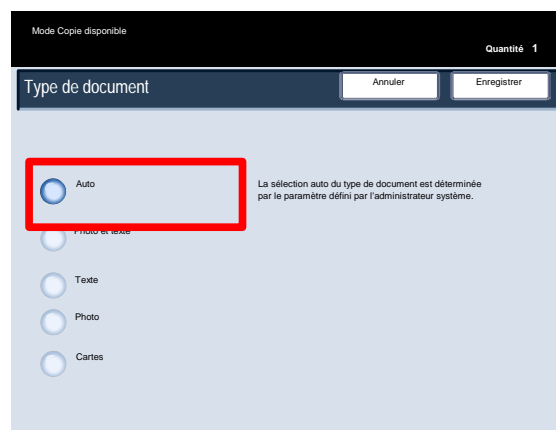 Mode Copie disponible
Quantité 1
Type de document
Annuler
Enregistrer
Auto
La sélection auto du type de document est déterminée
par le paramètre défini par l'administrateur système.
Photo et texte
Texte
Photo
Cartes